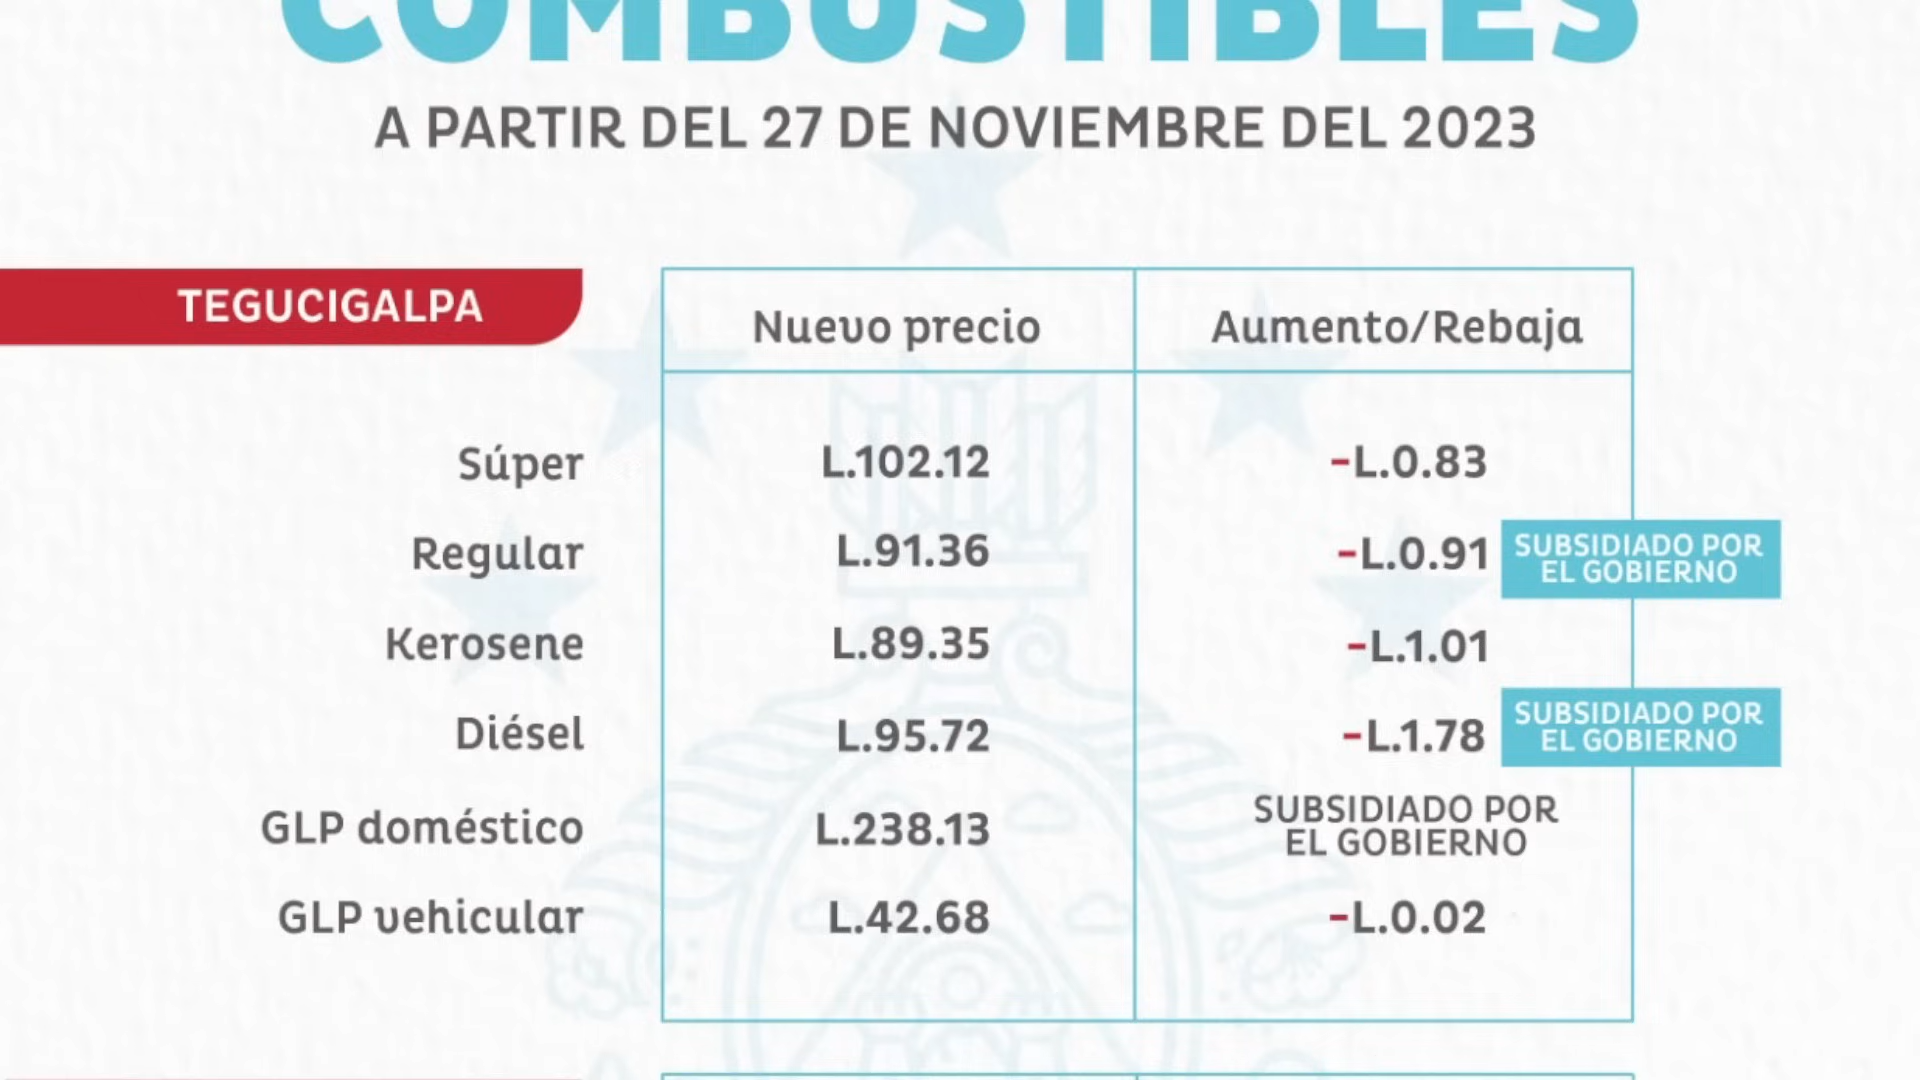 COMBUSTIBLES
A PARTIR DEL 27 DE NOVIEMBRE DEL 2023
TEGUCIGALPA
Nuevo precio Aumento/Rebaja
Súper L.102.12 -L.0.83
Regular L.91.36 -L.0.91 SUBSIDIADO POR
EL GOBIERNO
Kerosene L.89.35 -L.1.01
Diésel L.95.72 -L.1.78 SUBSIDIADO POR
EL GOBIERNO
GLP doméstico L.238.13 SUBSIDIADO POR
EL GOBIERNO
GLP vehicular L.42.68 -L.0.02